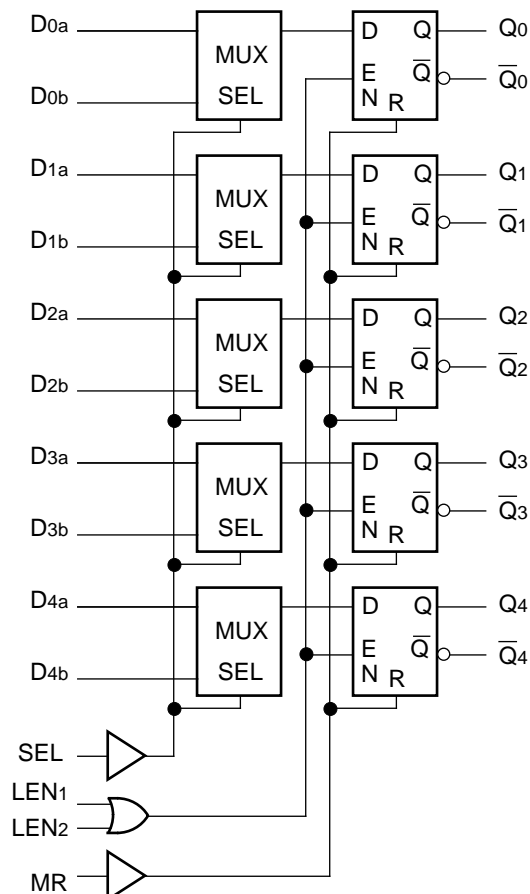 D0a
MUX
SEL
D0b
D Q
E Q̅
N R
Q0
Q̅0
D1a
MUX
SEL
D1b
D Q
E Q̅
N R
Q1
Q̅1
D2a
MUX
SEL
D2b
D Q
E Q̅
N R
Q2
Q̅2
D3a
MUX
SEL
D3b
D Q
E Q̅
N R
Q3
Q̅3
D4a
MUX
SEL
D4b
D Q
E Q̅
N R
Q4
Q̅4
SEL
LEN1
LEN2
MR